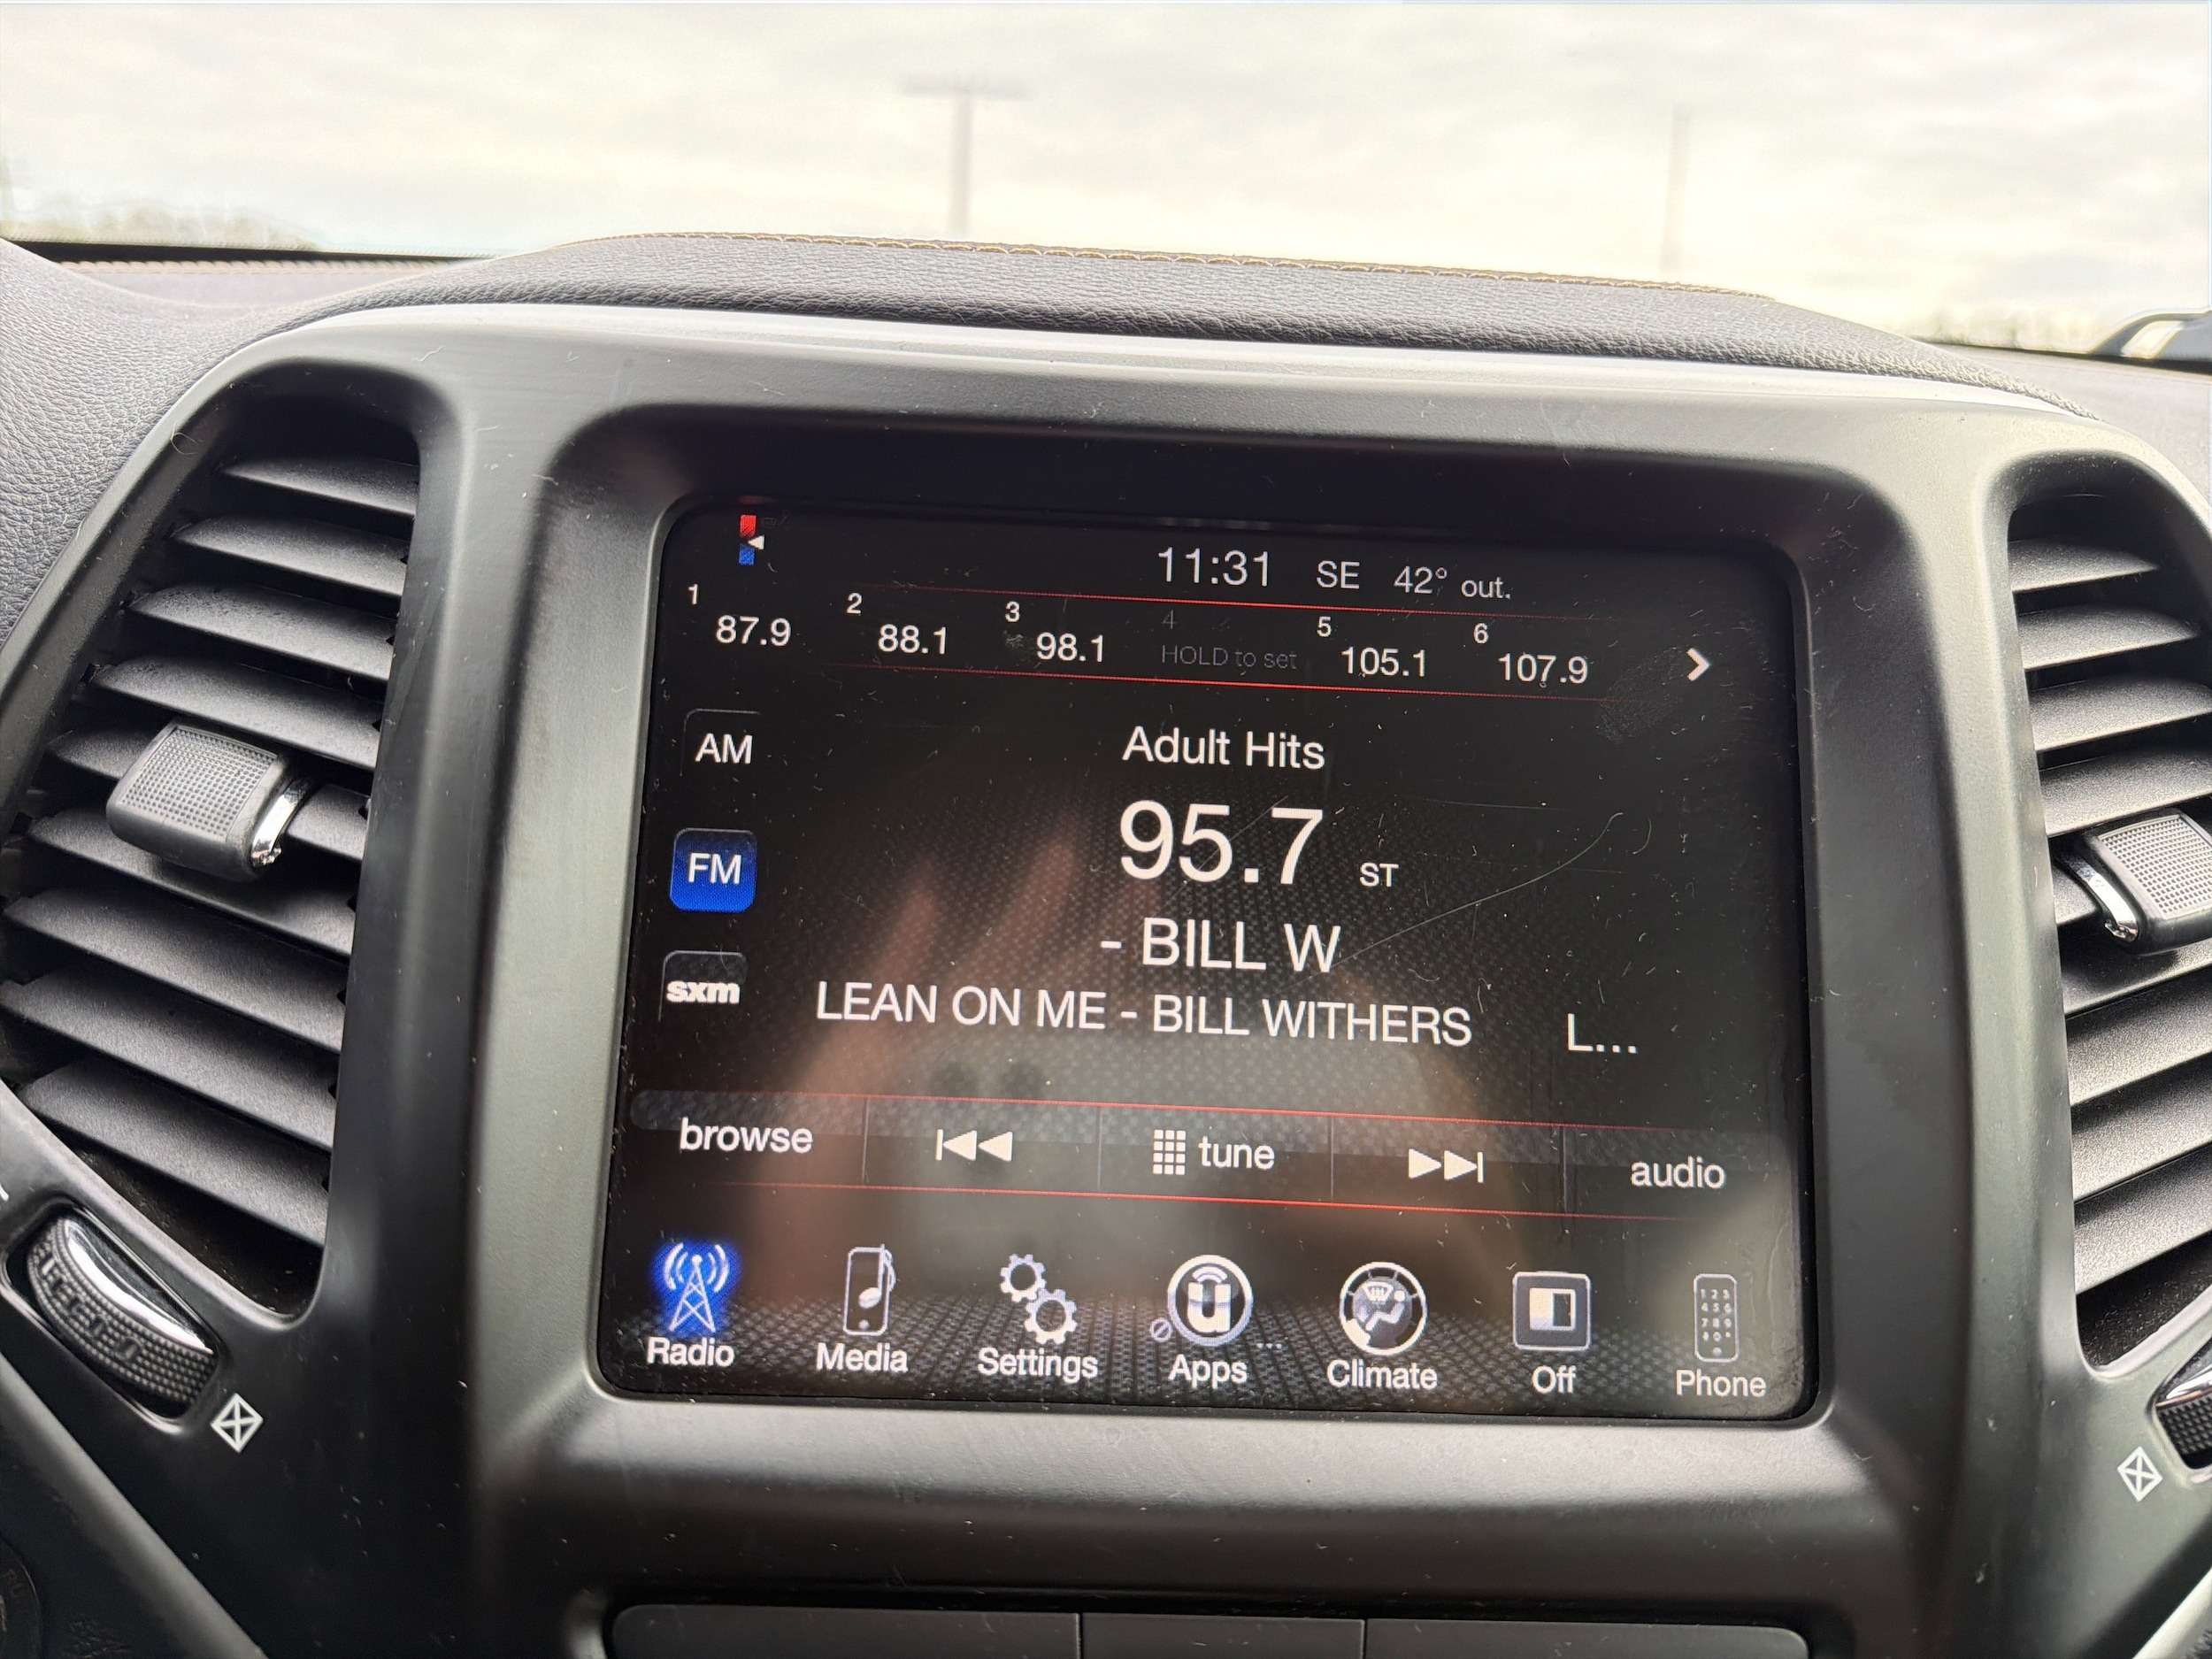 11:31 SE 42° out.
1 87.9 2 88.1 3 98.1 4 HOLD to set 5 105.1 6 107.9
AM
Adult Hits
FM
95.7 ST
- BILL W
sxm
LEAN ON ME - BILL WITHERS L...
browse tune audio
Radio Media Settings Apps ... Climate Off Phone